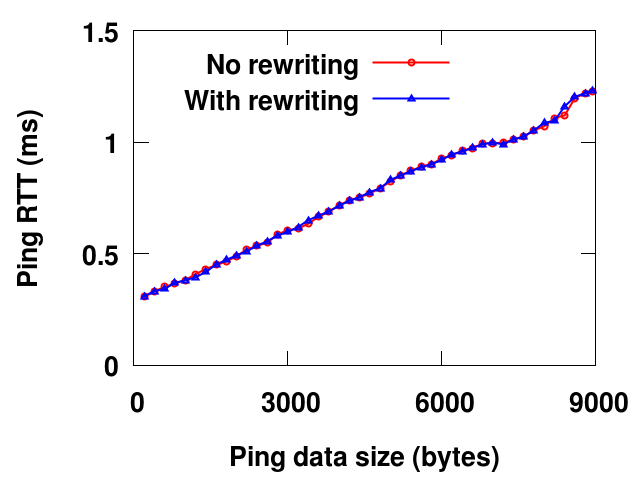 1.5
No rewriting
With rewriting
1
0.5
0
Ping RTT (ms)
0 3000 6000 9000
Ping data size (bytes)